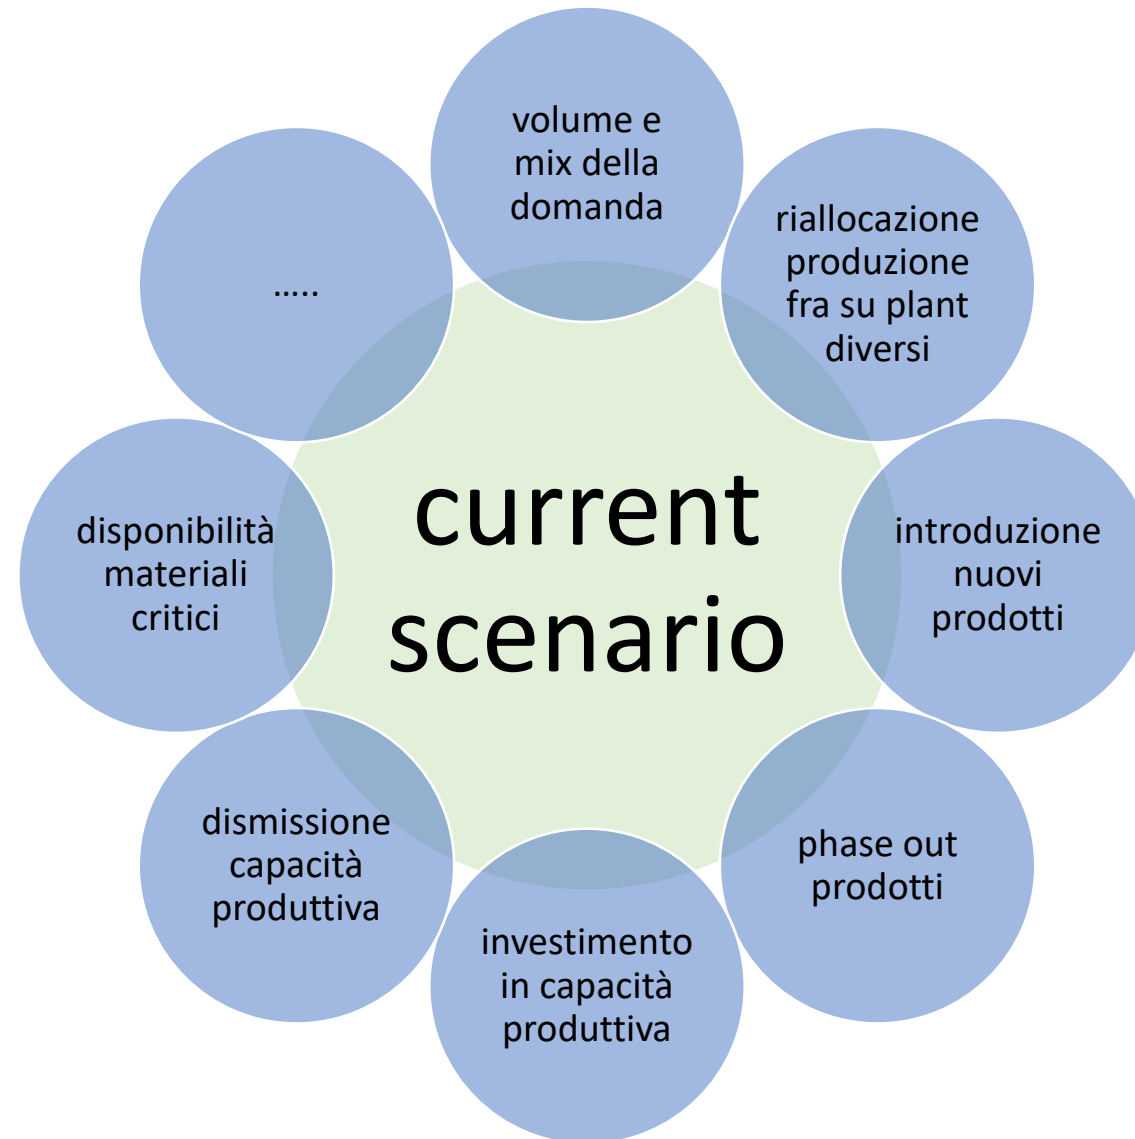 volume e
mix della
domanda
riallocazione
produzione
fra su plant
diversi
introduzione
nuovi
prodotti
phase out
prodotti
investimento
in capacità
produttiva
dismissione
capacità
produttiva
disponibilità
materiali
critici
.....
current
scenario